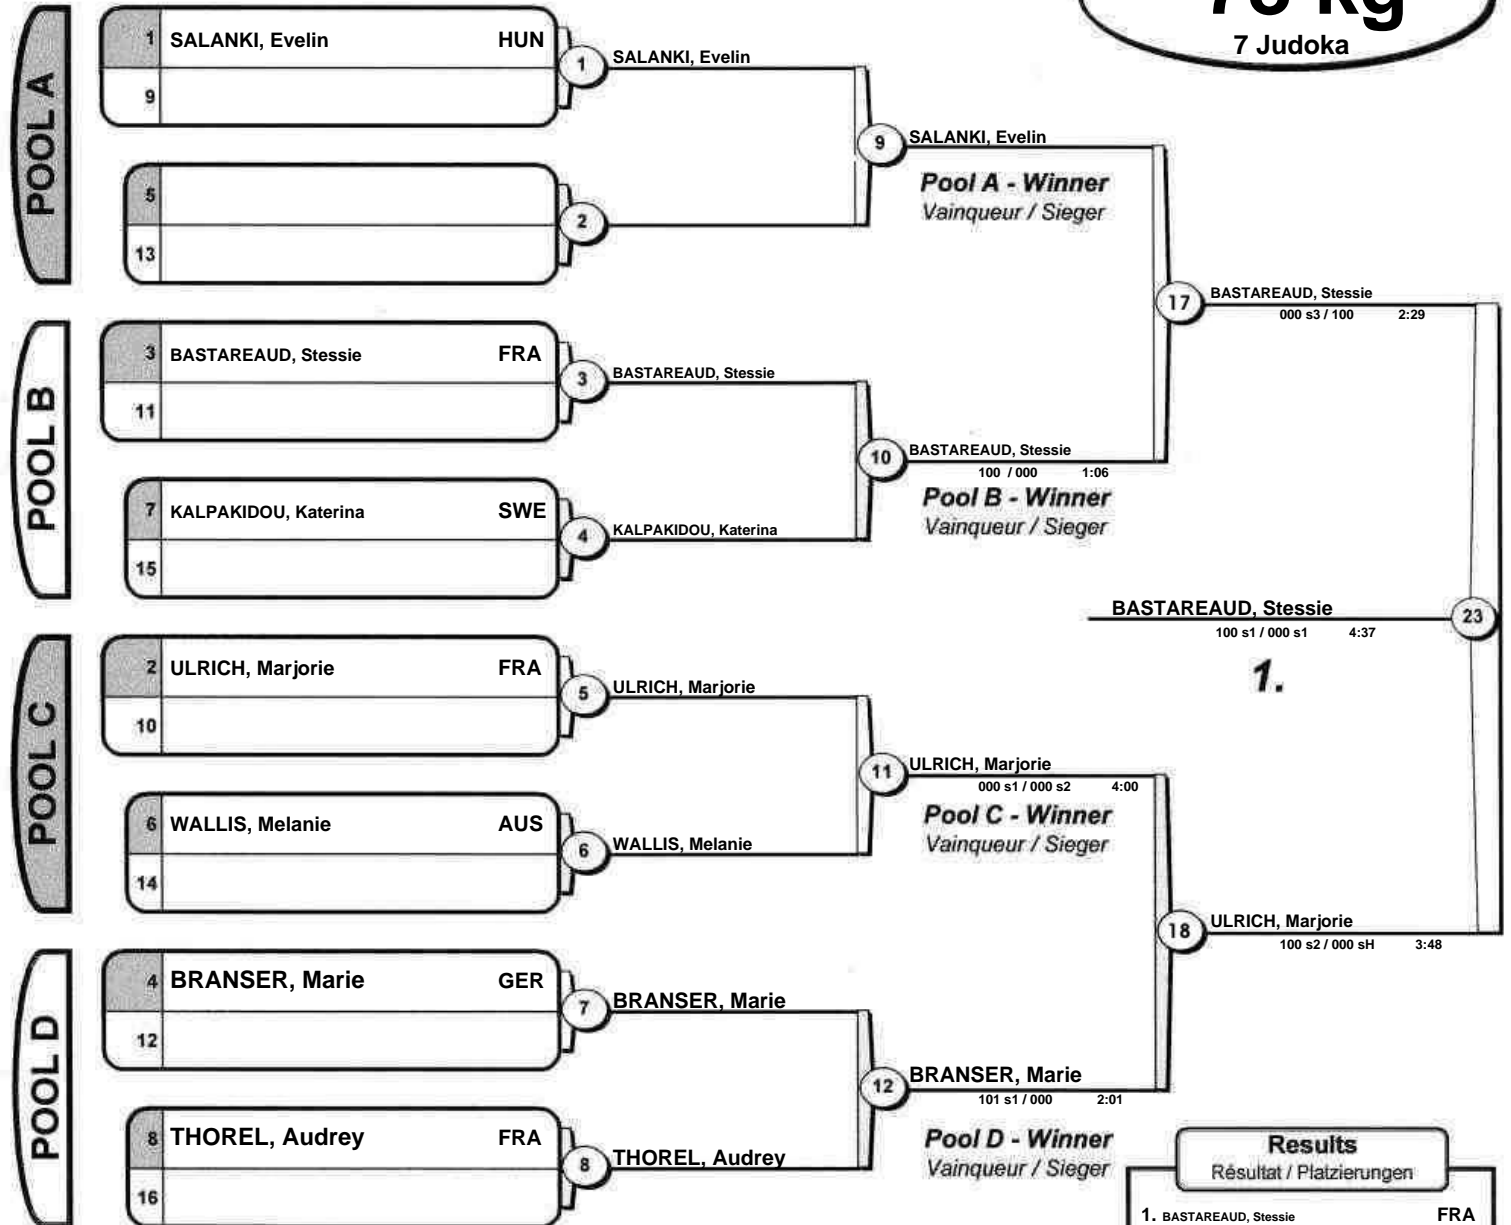 78 kg
7 Judoka
POOL A
1 SALANKI, Evelin HUN
9
1 SALANKI, Evelin
5
13
2
9 SALANKI, Evelin
Pool A - Winner
Vainqueur / Sieger
POOL B
3 BASTAREAUD, Stessie FRA
11
3 BASTAREAUD, Stessie
7 KALPAKIDOU, Katerina SWE
15
4 KALPAKIDOU, Katerina
10 BASTAREAUD, Stessie
100 / 000 1:06
Pool B - Winner
Vainqueur / Sieger
17 BASTAREAUD, Stessie
000 s3 / 100 2:29
BASTAREAUD, Stessie 23
100 s1 / 000 s1 4:37
1.
POOL C
2 ULRICH, Marjorie FRA
10
5 ULRICH, Marjorie
6 WALLIS, Melanie AUS
14
6 WALLIS, Melanie
11 ULRICH, Marjorie
000 s1 / 000 s2 4:00
Pool C - Winner
Vainqueur / Sieger
18 ULRICH, Marjorie
100 s2 / 000 sH 3:48
POOL D
4 BRANSER, Marie GER
12
7 BRANSER, Marie
8 THOREL, Audrey FRA
16
8 THOREL, Audrey
12 BRANSER, Marie
101 s1 / 000 2:01
Pool D - Winner
Vainqueur / Sieger
Results
Résultat / Platzierungen
1. BASTAREAUD, Stessie FRA